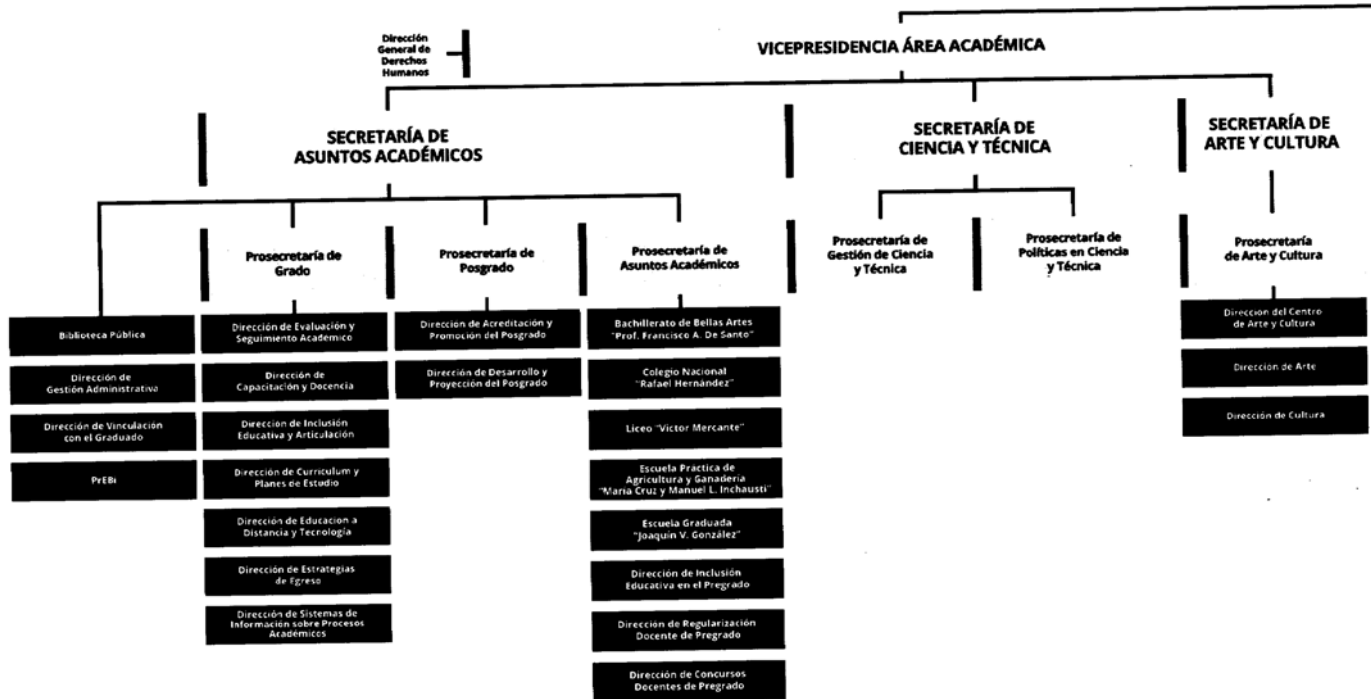 Dirección
General de
Derechos
Humanos
VICEPRESIDENCIA ÁREA ACADÉMICA
SECRETARÍA DE
ASUNTOS ACADÉMICOS
SECRETARÍA DE
CIENCIA Y TÉCNICA
SECRETARÍA DE
ARTE Y CULTURA
Prosecretaría de
Grado
Prosecretaría de
Posgrado
Prosecretaría de
Asuntos Académicos
Prosecretaría de
Gestión de Ciencia
y Técnica
Prosecretaría de
Políticas en Ciencia
y Técnica
Prosecretaría
de Arte y Cultura
Biblioteca Pública
Dirección de
Gestión Administrativa
Dirección de Vinculación
con el Graduado
PrEBi
Dirección de Evaluación y
Seguimiento Académico
Dirección de
Capacitación y Docencia
Dirección de Inclusión
Educativa y Articulación
Dirección de Curriculum y
Planes de Estudio
Dirección de Educacion a
Distancia y Tecnología
Dirección de Estrategias
de Egreso
Dirección de Sistemas de
Información sobre Procesos
Académicos
Dirección de Acreditación y
Promoción del Posgrado
Dirección de Desarrollo y
Proyección del Posgrado
Bachillerato de Bellas Artes
"Prof. Francisco A. De Santo"
Colegio Nacional
"Rafael Hernández"
Liceo "Víctor Mercante"
Escuela Práctica de
Agricultura y Ganadería
"María Cruz y Manuel L. Inchausti"
Escuela Graduada
"Joaquín V. González"
Dirección de Inclusión
Educativa en el Pregrado
Dirección de Regularización
Docente de Pregrado
Dirección de Concursos
Docentes de Pregrado
Dirección del Centro
de Arte y Cultura
Dirección de Arte
Dirección de Cultura